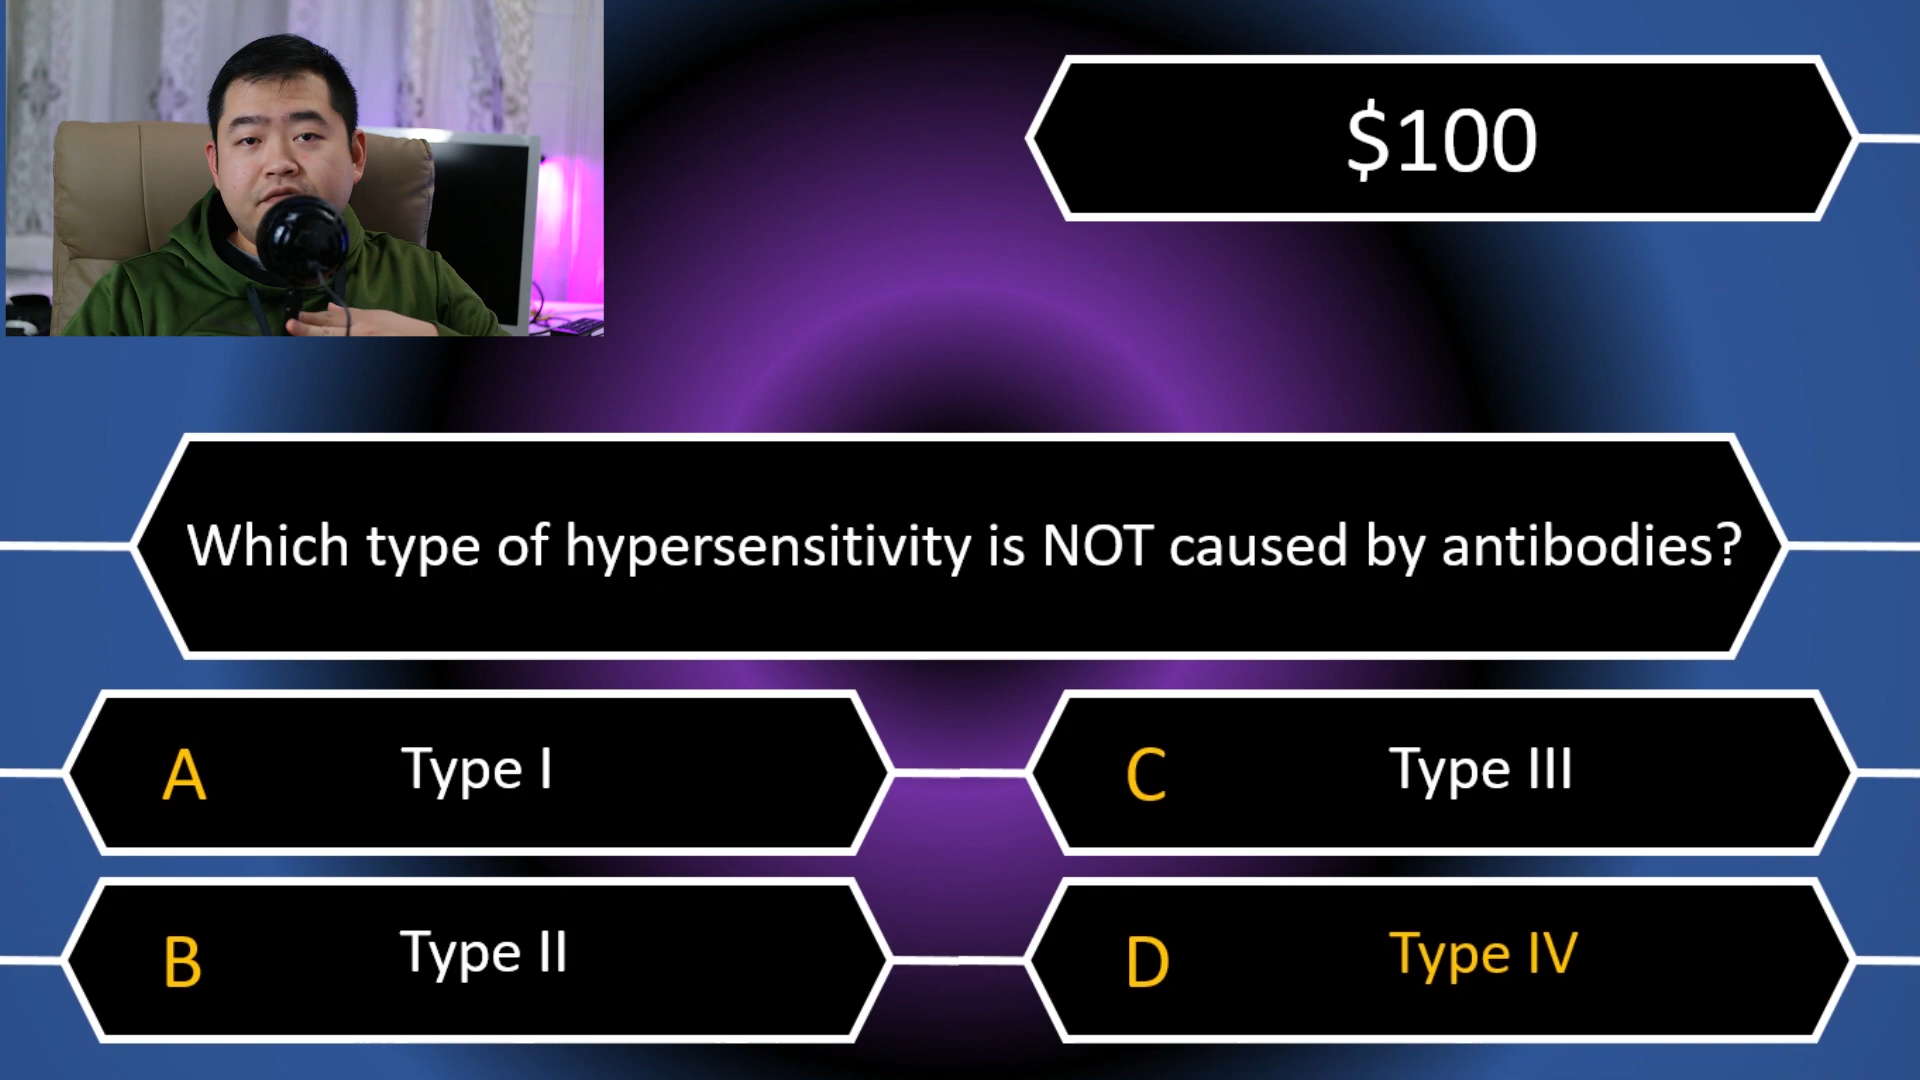 $100
Which type of hypersensitivity is NOT caused by antibodies?
A Type I
C Type III
B Type II
D Type IV